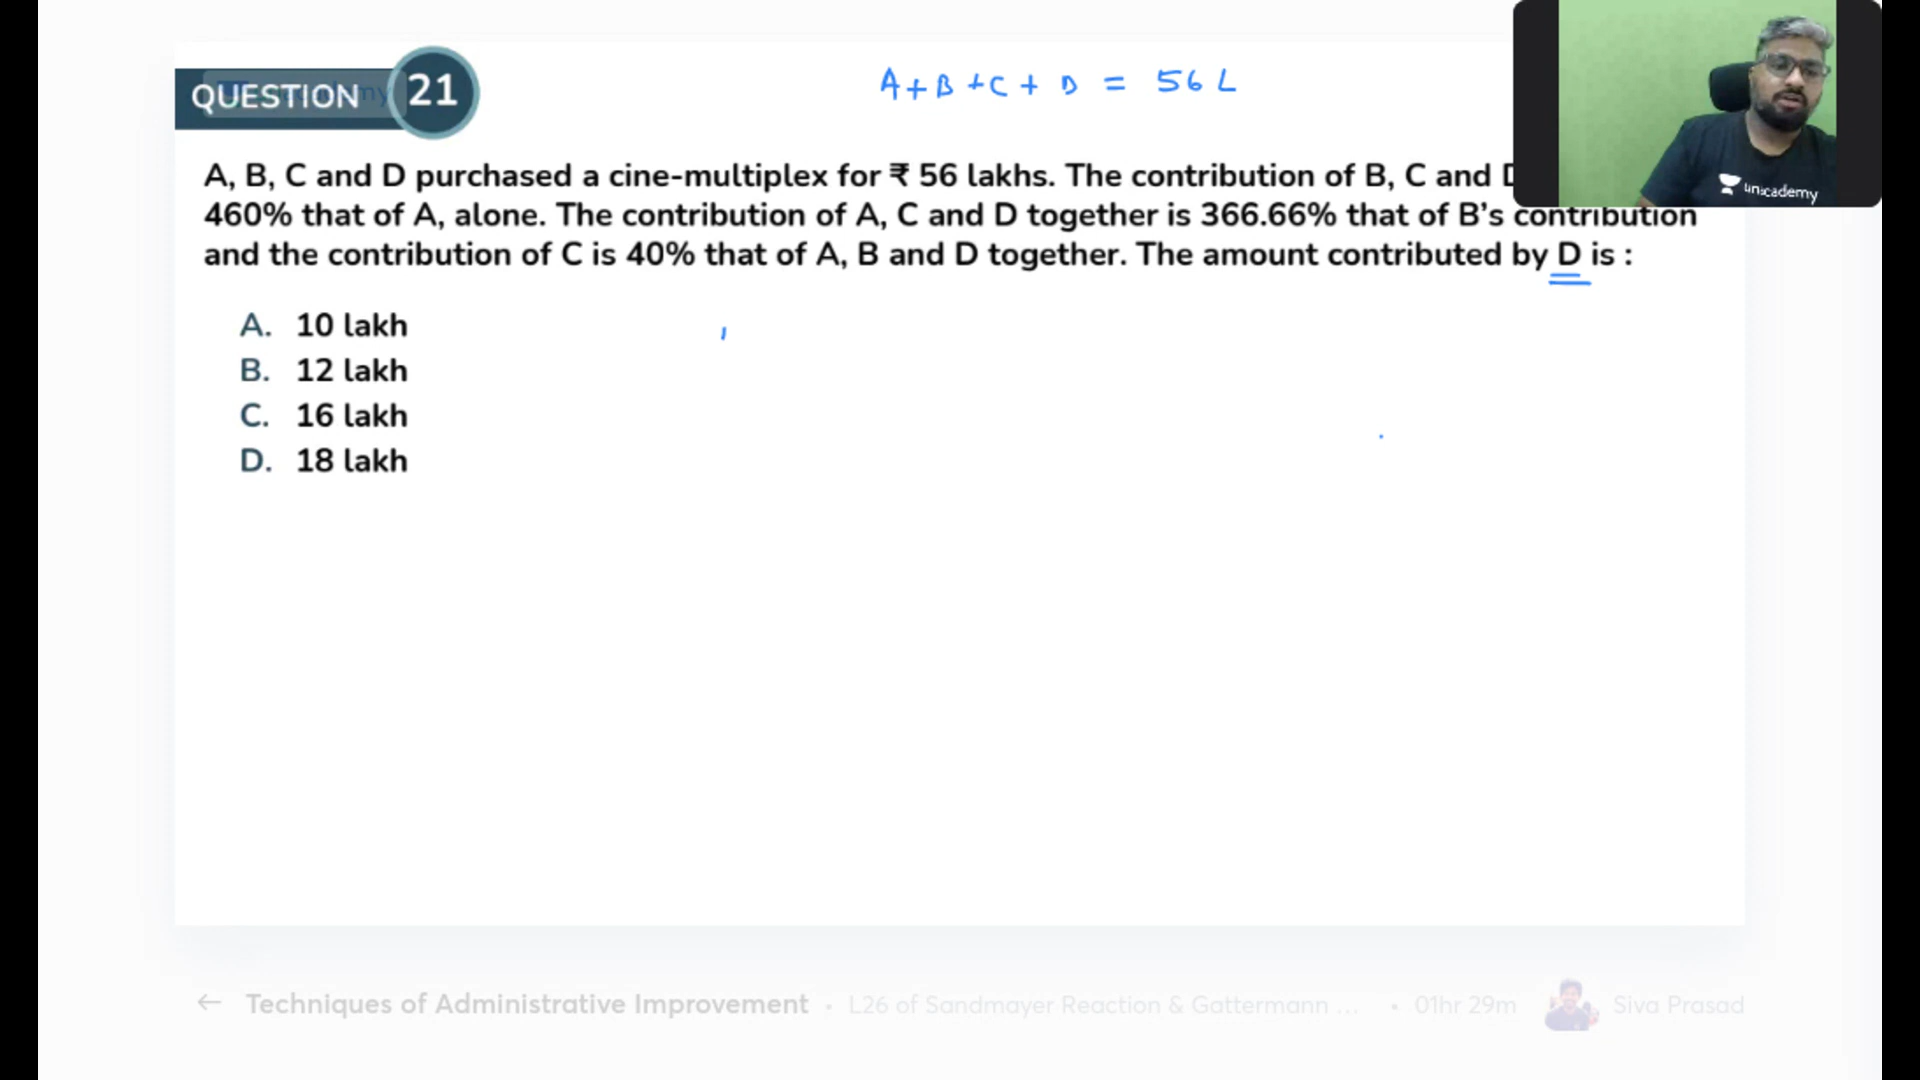 A+B+C+D = 56 L
QUESTION 21
A, B, C and D purchased a cine-multiplex for ₹ 56 lakhs. The contribution of B, C and
460% that of A, alone. The contribution of A, C and D together is 366.66% that of B’s contribution
and the contribution of C is 40% that of A, B and D together. The amount contributed by D is :
A. 10 lakh
B. 12 lakh
C. 16 lakh
D. 18 lakh
unacademy
← Techniques of Administrative Improvement • L26 of Sandmayer Reaction & Gattermann ... • 01hr 29m Siva Prasad